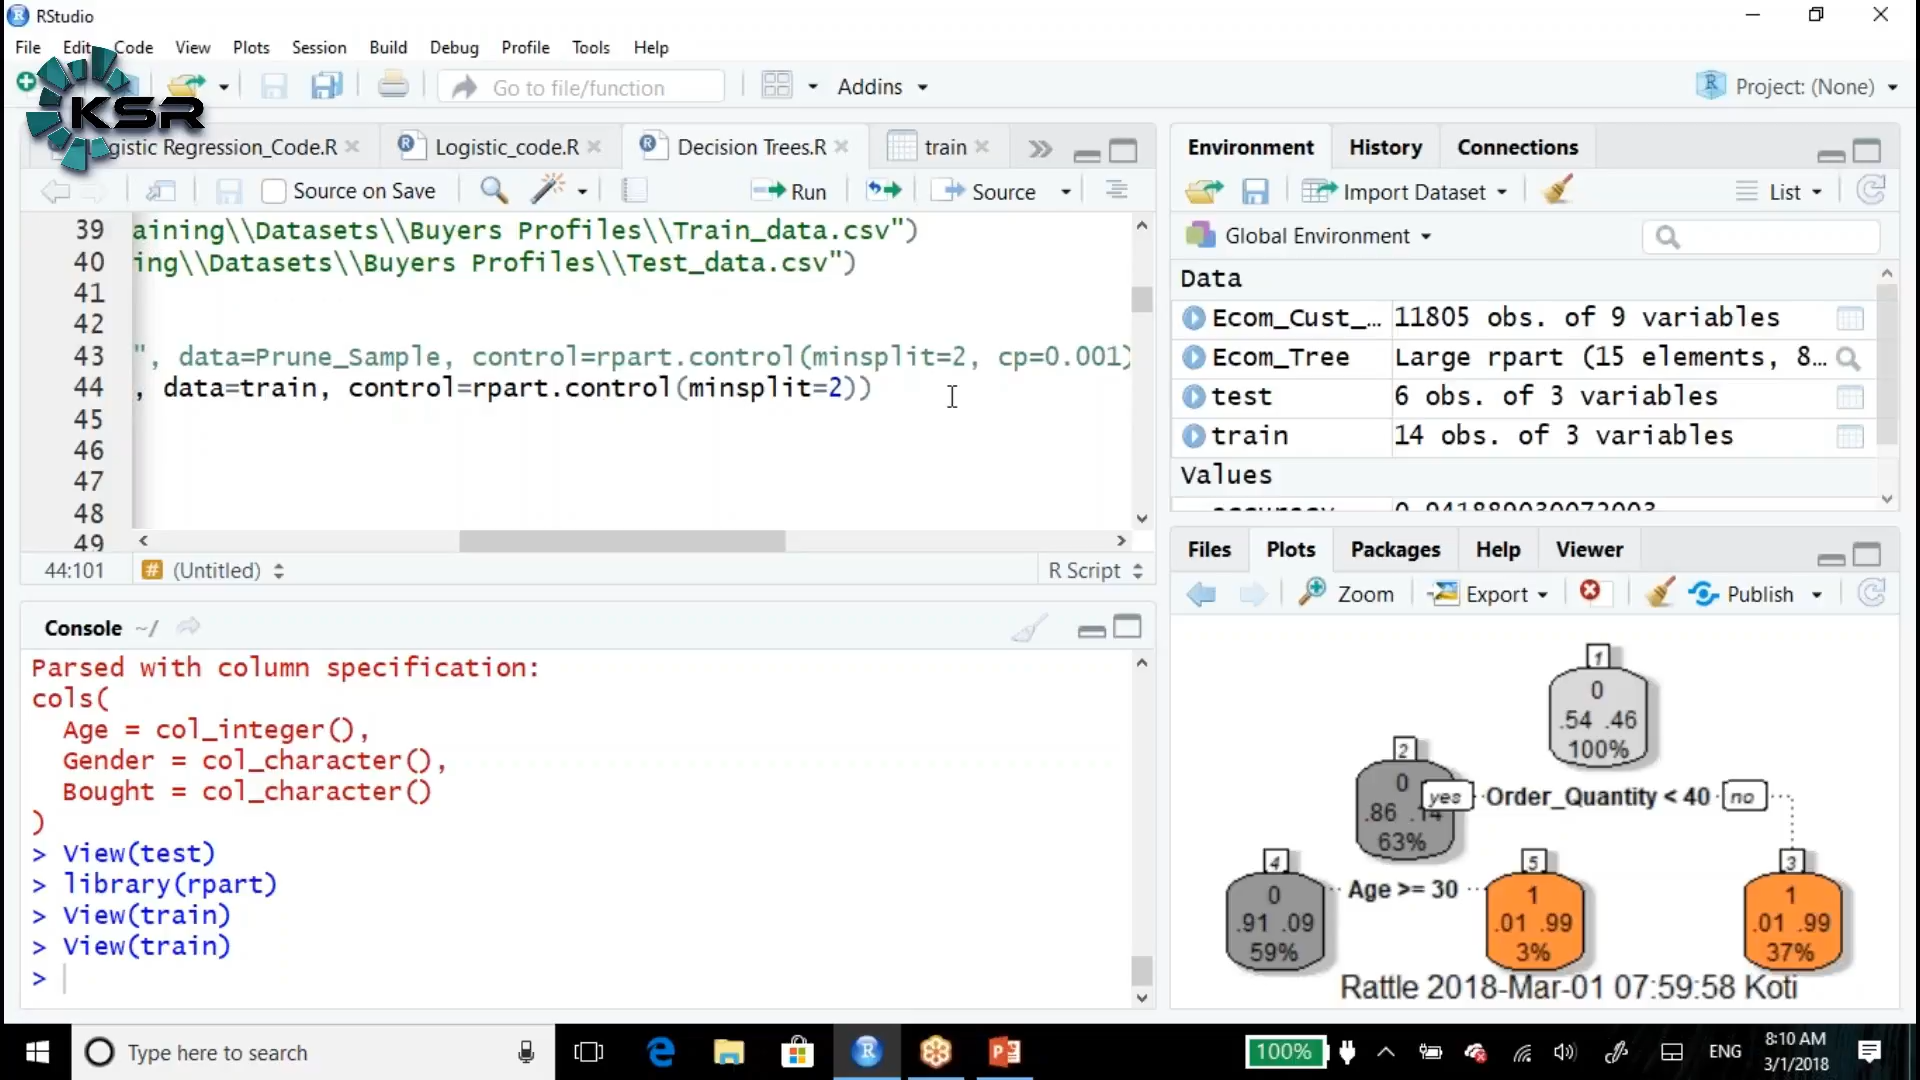 RStudio
File Edit Code View Plots Session Build Debug Profile Tools Help
KSR
Go to file/function
Addins
Project: (None)
gistic Regression_Code.R
Logistic_code.R
Decision Trees.R
train
Source on Save
Run
Source
39 aining\\Datasets\\Buyers Profiles\\Train_data.csv")
40 ing\\Datasets\\Buyers Profiles\\Test_data.csv")
41
42
43 ", data=Prune_Sample, control=rpart.control(minsplit=2, cp=0.001)
44 , data=train, control=rpart.control(minsplit=2))
45
46
47
48
49
44:101 # (Untitled) R Script
Console ~/
Parsed with column specification:
cols(
Age = col_integer(),
Gender = col_character(),
Bought = col_character()
)
> View(test)
> library(rpart)
> View(train)
> View(train)
>
Environment History Connections
Import Dataset
List
Global Environment
Data
Ecom_Cust_... 11805 obs. of 9 variables
Ecom_Tree Large rpart (15 elements, 8...
test 6 obs. of 3 variables
train 14 obs. of 3 variables
Values
accuracy 0.941889030072003
Files Plots Packages Help Viewer
Zoom Export Publish
1
0
.54 .46
100%
2
0
.86 .14
63%
yes Order_Quantity < 40 no
4
0
.91 .09
59%
Age >= 30
5
1
.01 .99
3%
3
1
.01 .99
37%
Rattle 2018-Mar-01 07:59:58 Koti
Type here to search
100%
ENG
8:10 AM
3/1/2018